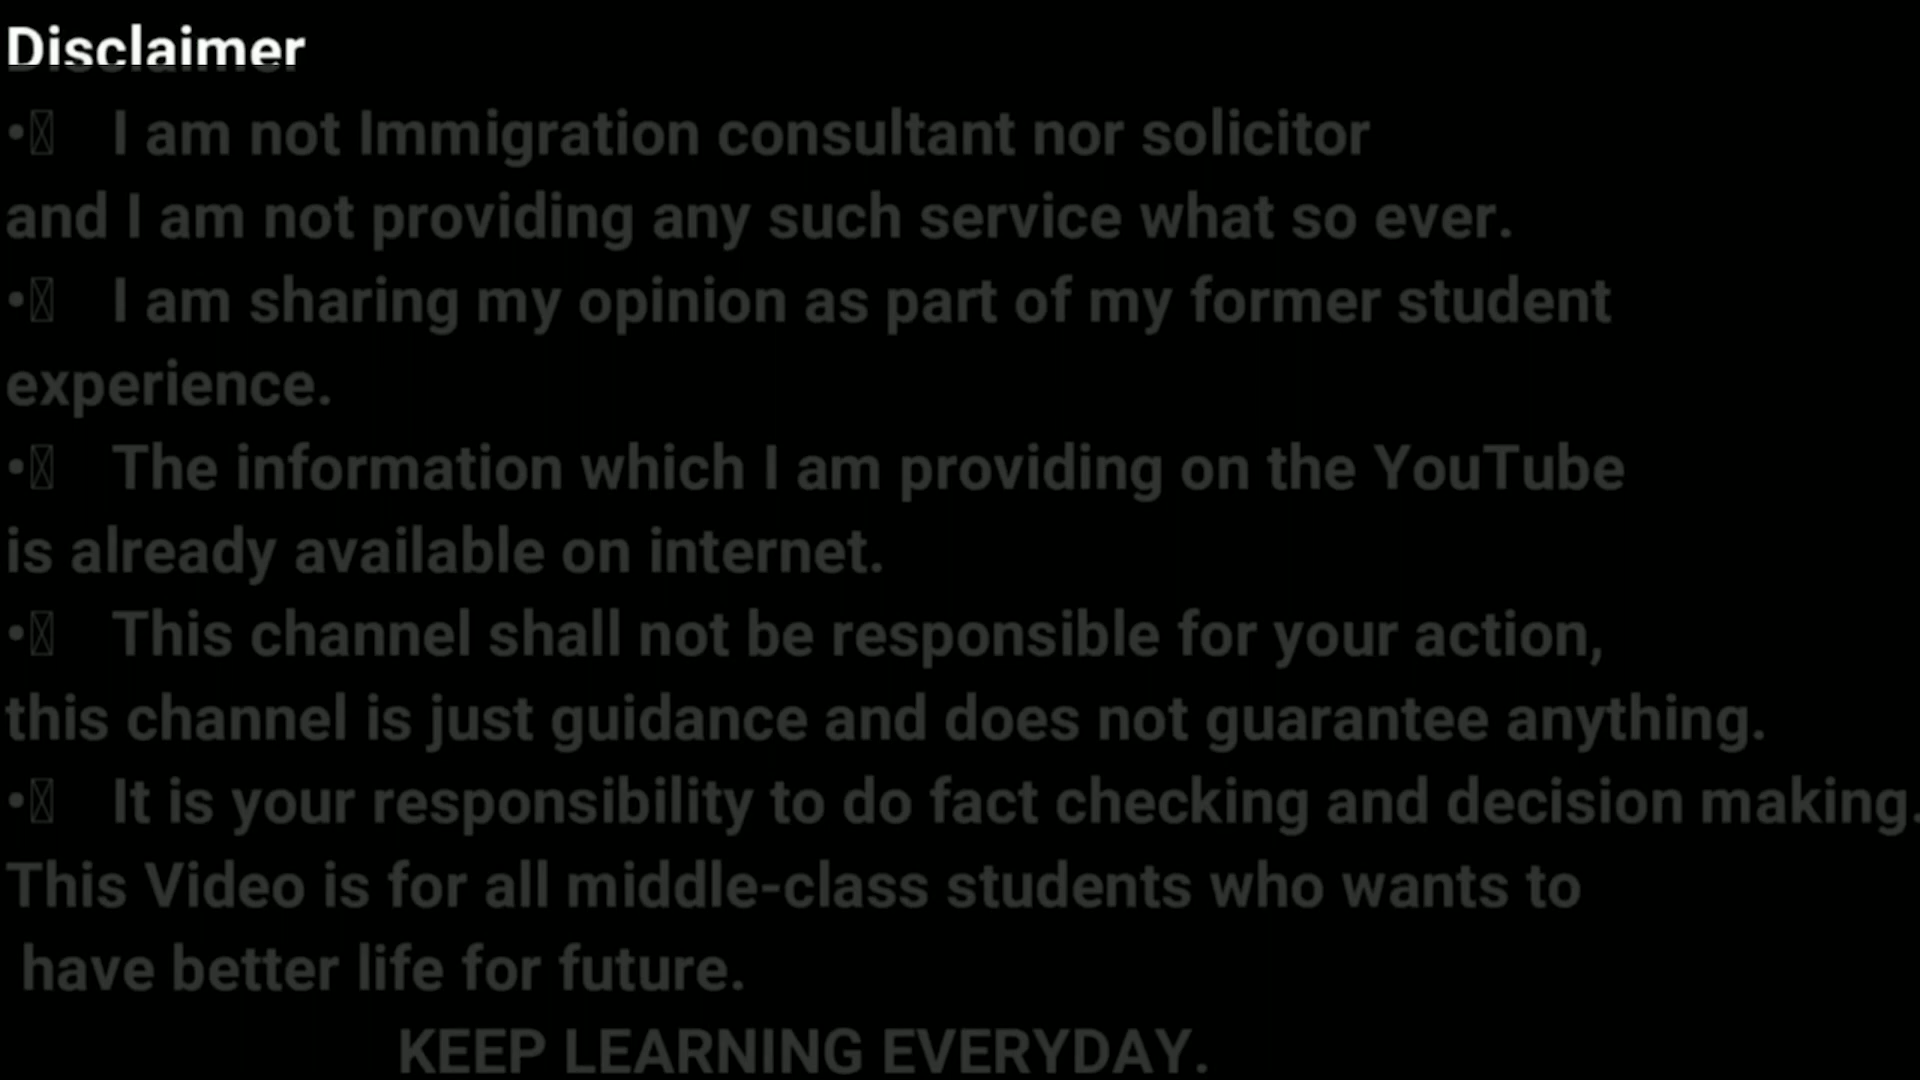 Disclaimer
• I am not Immigration consultant nor solicitor
and I am not providing any such service what so ever.
• I am sharing my opinion as part of my former student
experience.
• The information which I am providing on the YouTube
is already available on internet.
• This channel shall not be responsible for your action,
this channel is just guidance and does not guarantee anything.
• It is your responsibility to do fact checking and decision making.
This Video is for all middle-class students who wants to
have better life for future.
KEEP LEARNING EVERYDAY.